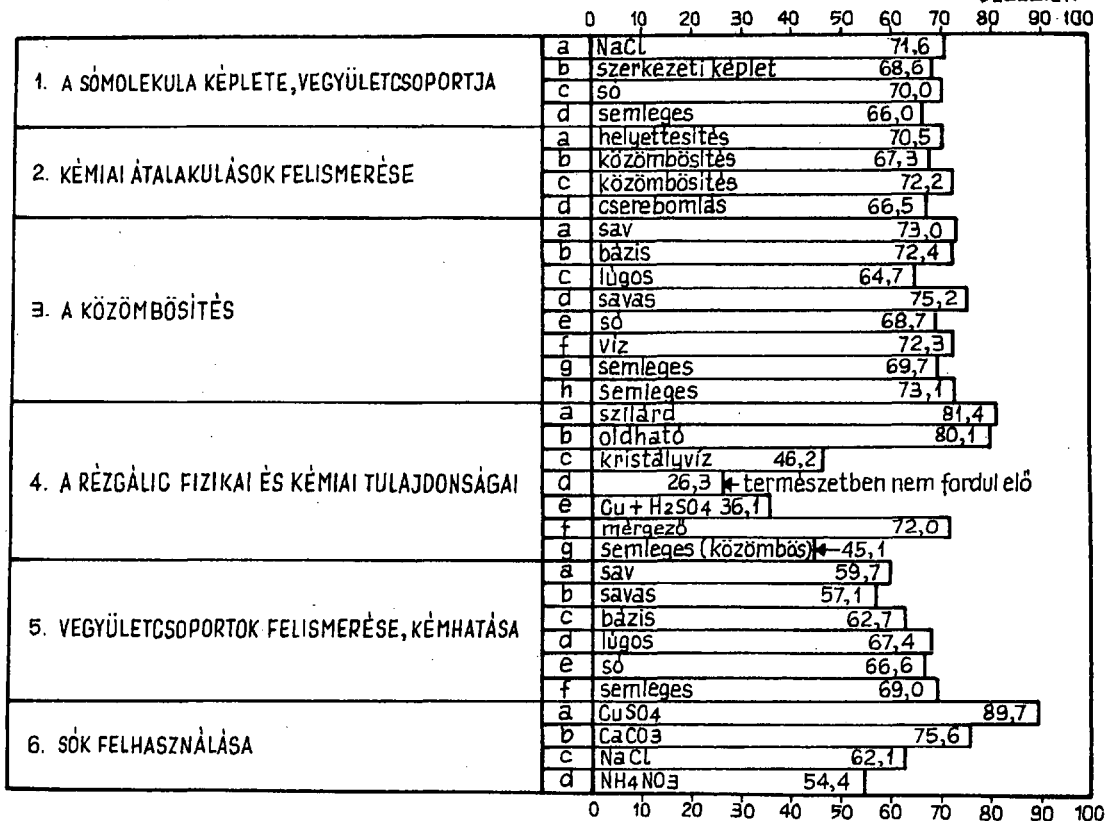 0 10 20 30 40 50 60 70 80 90 100
1. A SÓMOLEKULA KÉPLETE, VEGYÜLETCSOPORTJA
a NaCl 71,6
b szerkezeti képlet 68,6
c só 70,0
d semleges 66,0
2. KÉMIAI ÁTALAKULÁSOK FELISMERÉSE
a helyettesítés 70,5
b közömbösítés 67,3
c közömbösítés 72,2
d cserebomlás 66,5
3. A KÖZÖMBÖSÍTÉS
a sav 73,0
b bázis 72,4
c lúgos 64,7
d savas 75,2
e só 68,7
f víz 72,3
g semleges 69,7
h semleges 73,1
4. A RÉZGÁLIC FIZIKAI ÉS KÉMIAI TULAJDONSÁGAI
a szilárd 81,4
b oldható 80,1
c kristályvíz 46,2
d 26,3 ←természetben nem fordul elő
e Cu + H2SO4 36,1
f mérgező 72,0
g semleges (közömbös) ←45,1
5. VEGYÜLETCSOPORTOK FELISMERÉSE, KÉMHATÁSA
a sav 59,7
b savas 57,1
c bázis 62,7
d lúgos 67,4
e só 66,6
f semleges 69,0
6. SÓK FELHASZNÁLÁSA
a CuSO4 89,7
b CaCO3 75,6
c NaCl 62,1
d NH4NO3 54,4
0 10 20 30 40 50 60 70 80 90 100